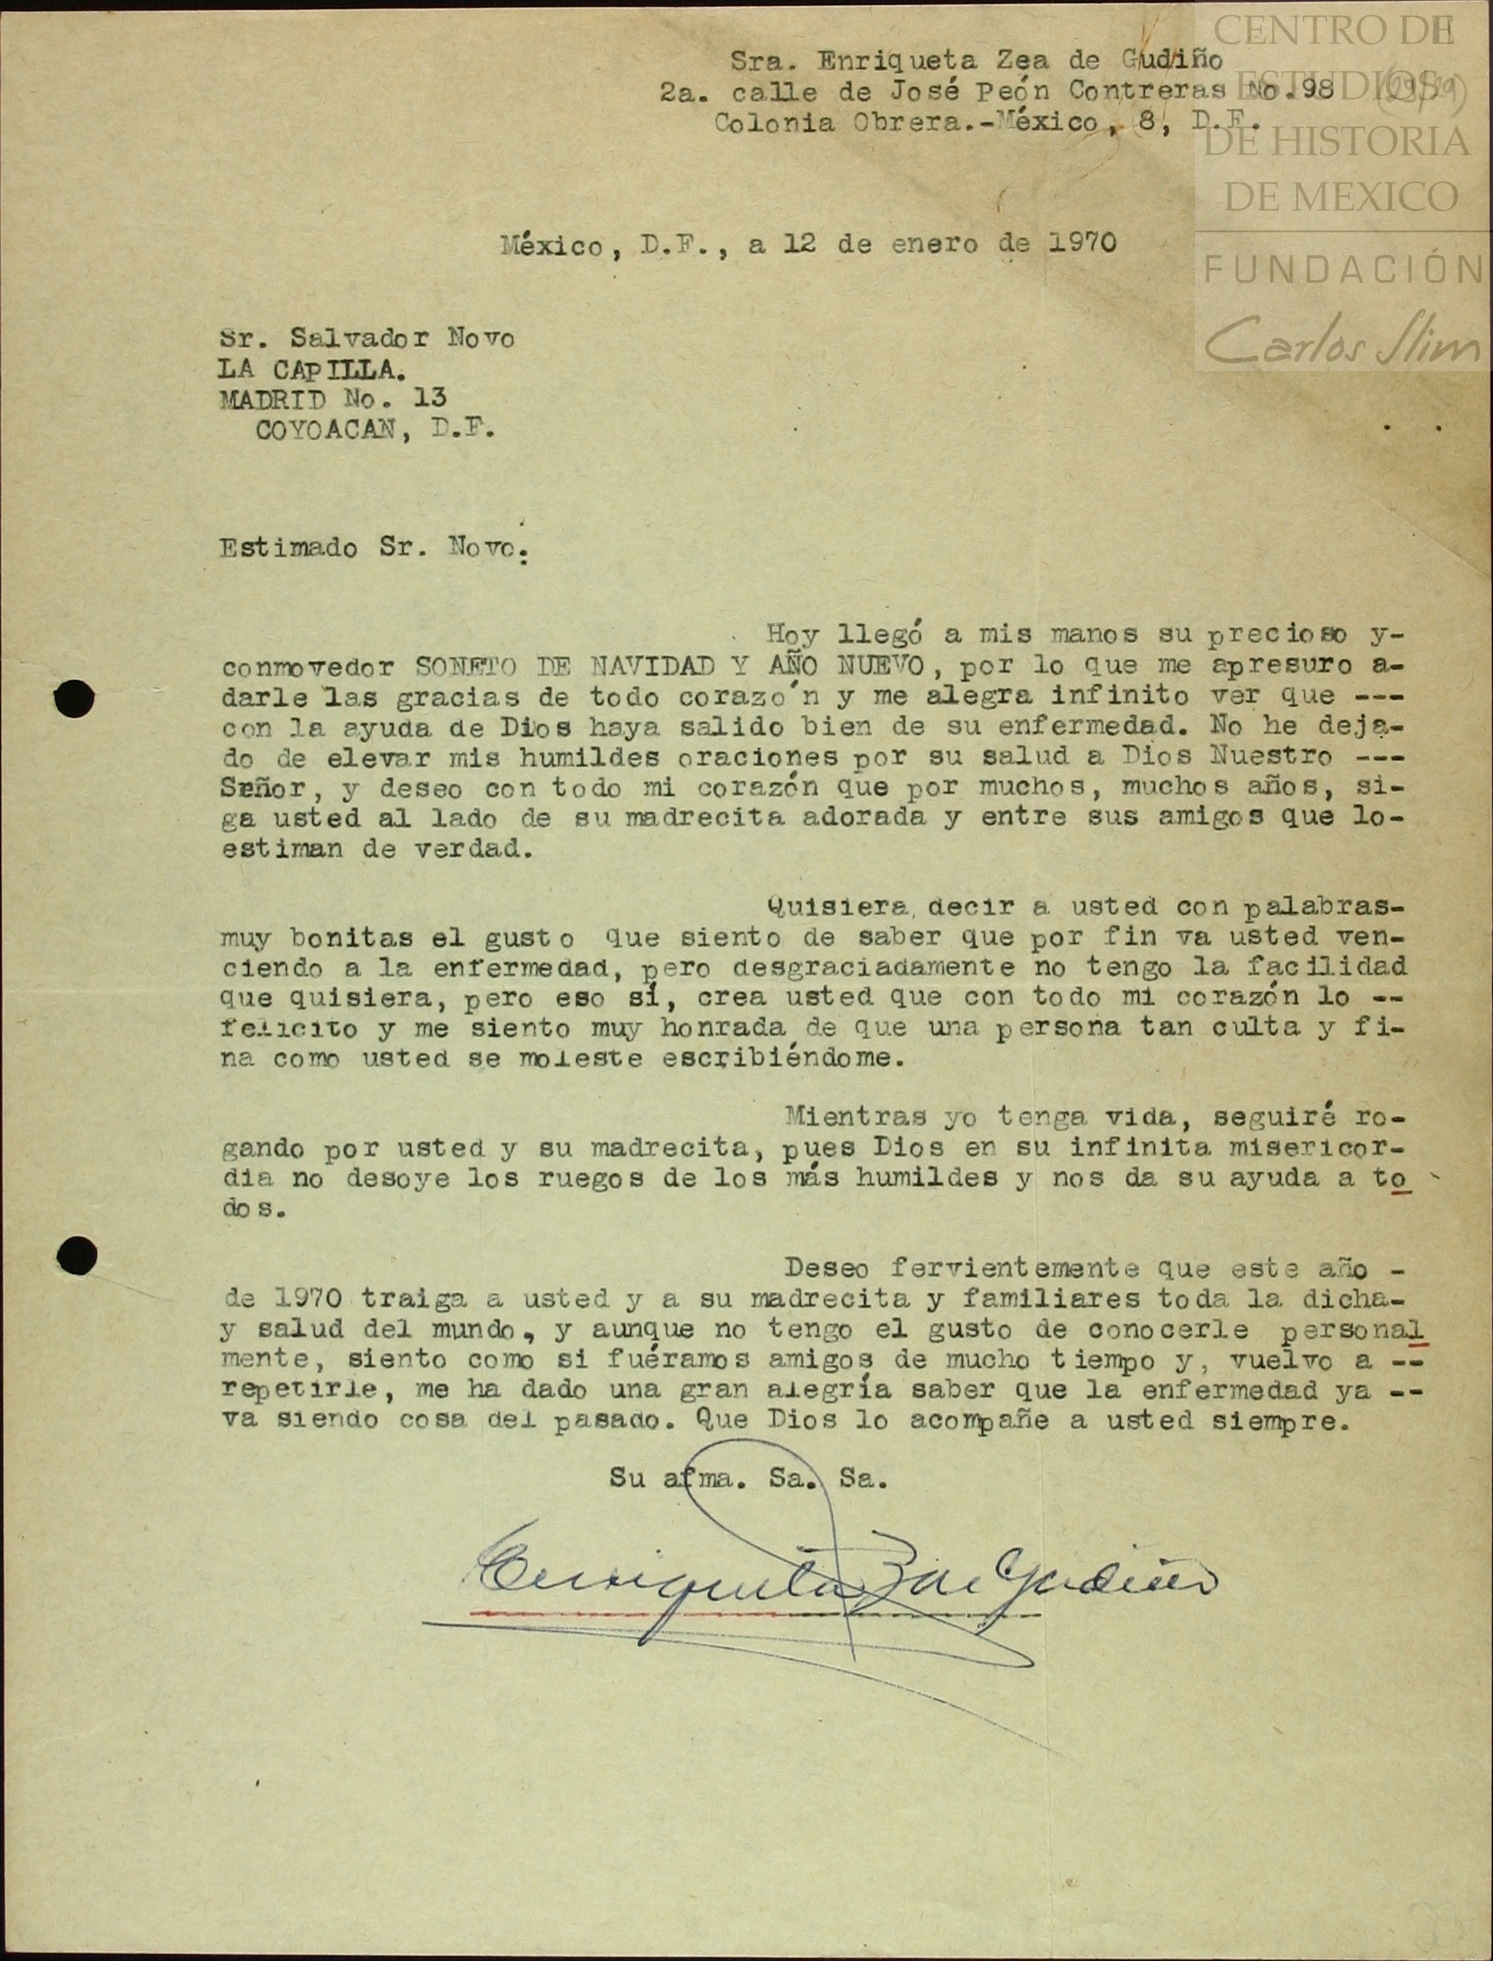 Sra. Enriqueta Zea de Gudiño
2a. calle de José Peón Contreras No.98
Colonia Obrera.-México, 8, D.F.
CENTRO DE
ESTUDIOS
DE HISTORIA
DE MEXICO
FUNDACIÓN
Carlos Slim
México, D.F., a 12 de enero de 1970
Sr. Salvador Novo
LA CAPILLA.
MADRID No. 13
COYOACAN, D.F.
Estimado Sr. Novo:
Hoy llegó a mis manos su precioso y-
conmovedor SONETO DE NAVIDAD Y AÑO NUEVO, por lo que me apresuro a-
darle las gracias de todo corazo´n y me alegra infinito ver que ---
con la ayuda de Dios haya salido bien de su enfermedad. No he deja-
do de elevar mis humildes oraciones por su salud a Dios Nuestro ---
Señor, y deseo con todo mi corazón que por muchos, muchos años, si-
ga usted al lado de su madrecita adorada y entre sus amigos que lo-
estiman de verdad.
Quisiera decir a usted con palabras-
muy bonitas el gusto que siento de saber que por fin va usted ven-
ciendo a la enfermedad, pero desgraciadamente no tengo la facilidad
que quisiera, pero eso sí, crea usted que con todo mi corazón lo --
felicito y me siento muy honrada de que una persona tan culta y fi-
na como usted se moleste escribiéndome.
Mientras yo tenga vida, seguiré ro-
gando por usted y su madrecita, pues Dios en su infinita misericor-
dia no desoye los ruegos de los más humildes y nos da su ayuda a to
dos.
Deseo fervientemente que este año -
de 1970 traiga a usted y a su madrecita y familiares toda la dicha-
y salud del mundo, y aunque no tengo el gusto de conocerle personal
mente, siento como si fuéramos amigos de mucho tiempo y, vuelvo a --
repetirle, me ha dado una gran alegría saber que la enfermedad ya --
va siendo cosa del pasado. Que Dios lo acompañe a usted siempre.
Su afma. Sa. Sa.
Enriqueta Z de Gudiño